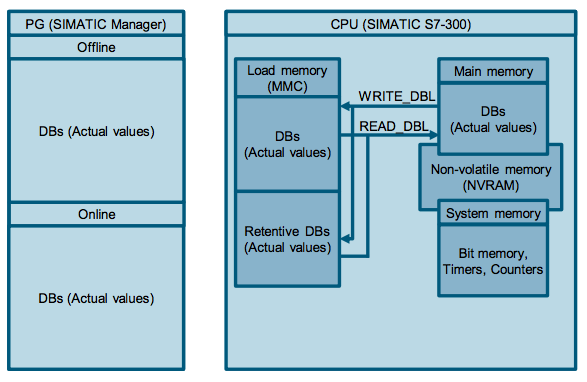 PG (SIMATIC Manager)
Offline
DBs (Actual values)
Online
DBs (Actual values)
CPU (SIMATIC S7-300)
Load memory
(MMC)
DBs
(Actual values)
Retentive DBs
(Actual values)
WRITE_DBL
READ_DBL
Main memory
DBs
(Actual values)
Non-volatile memory
(NVRAM)
System memory
Bit memory,
Timers, Counters